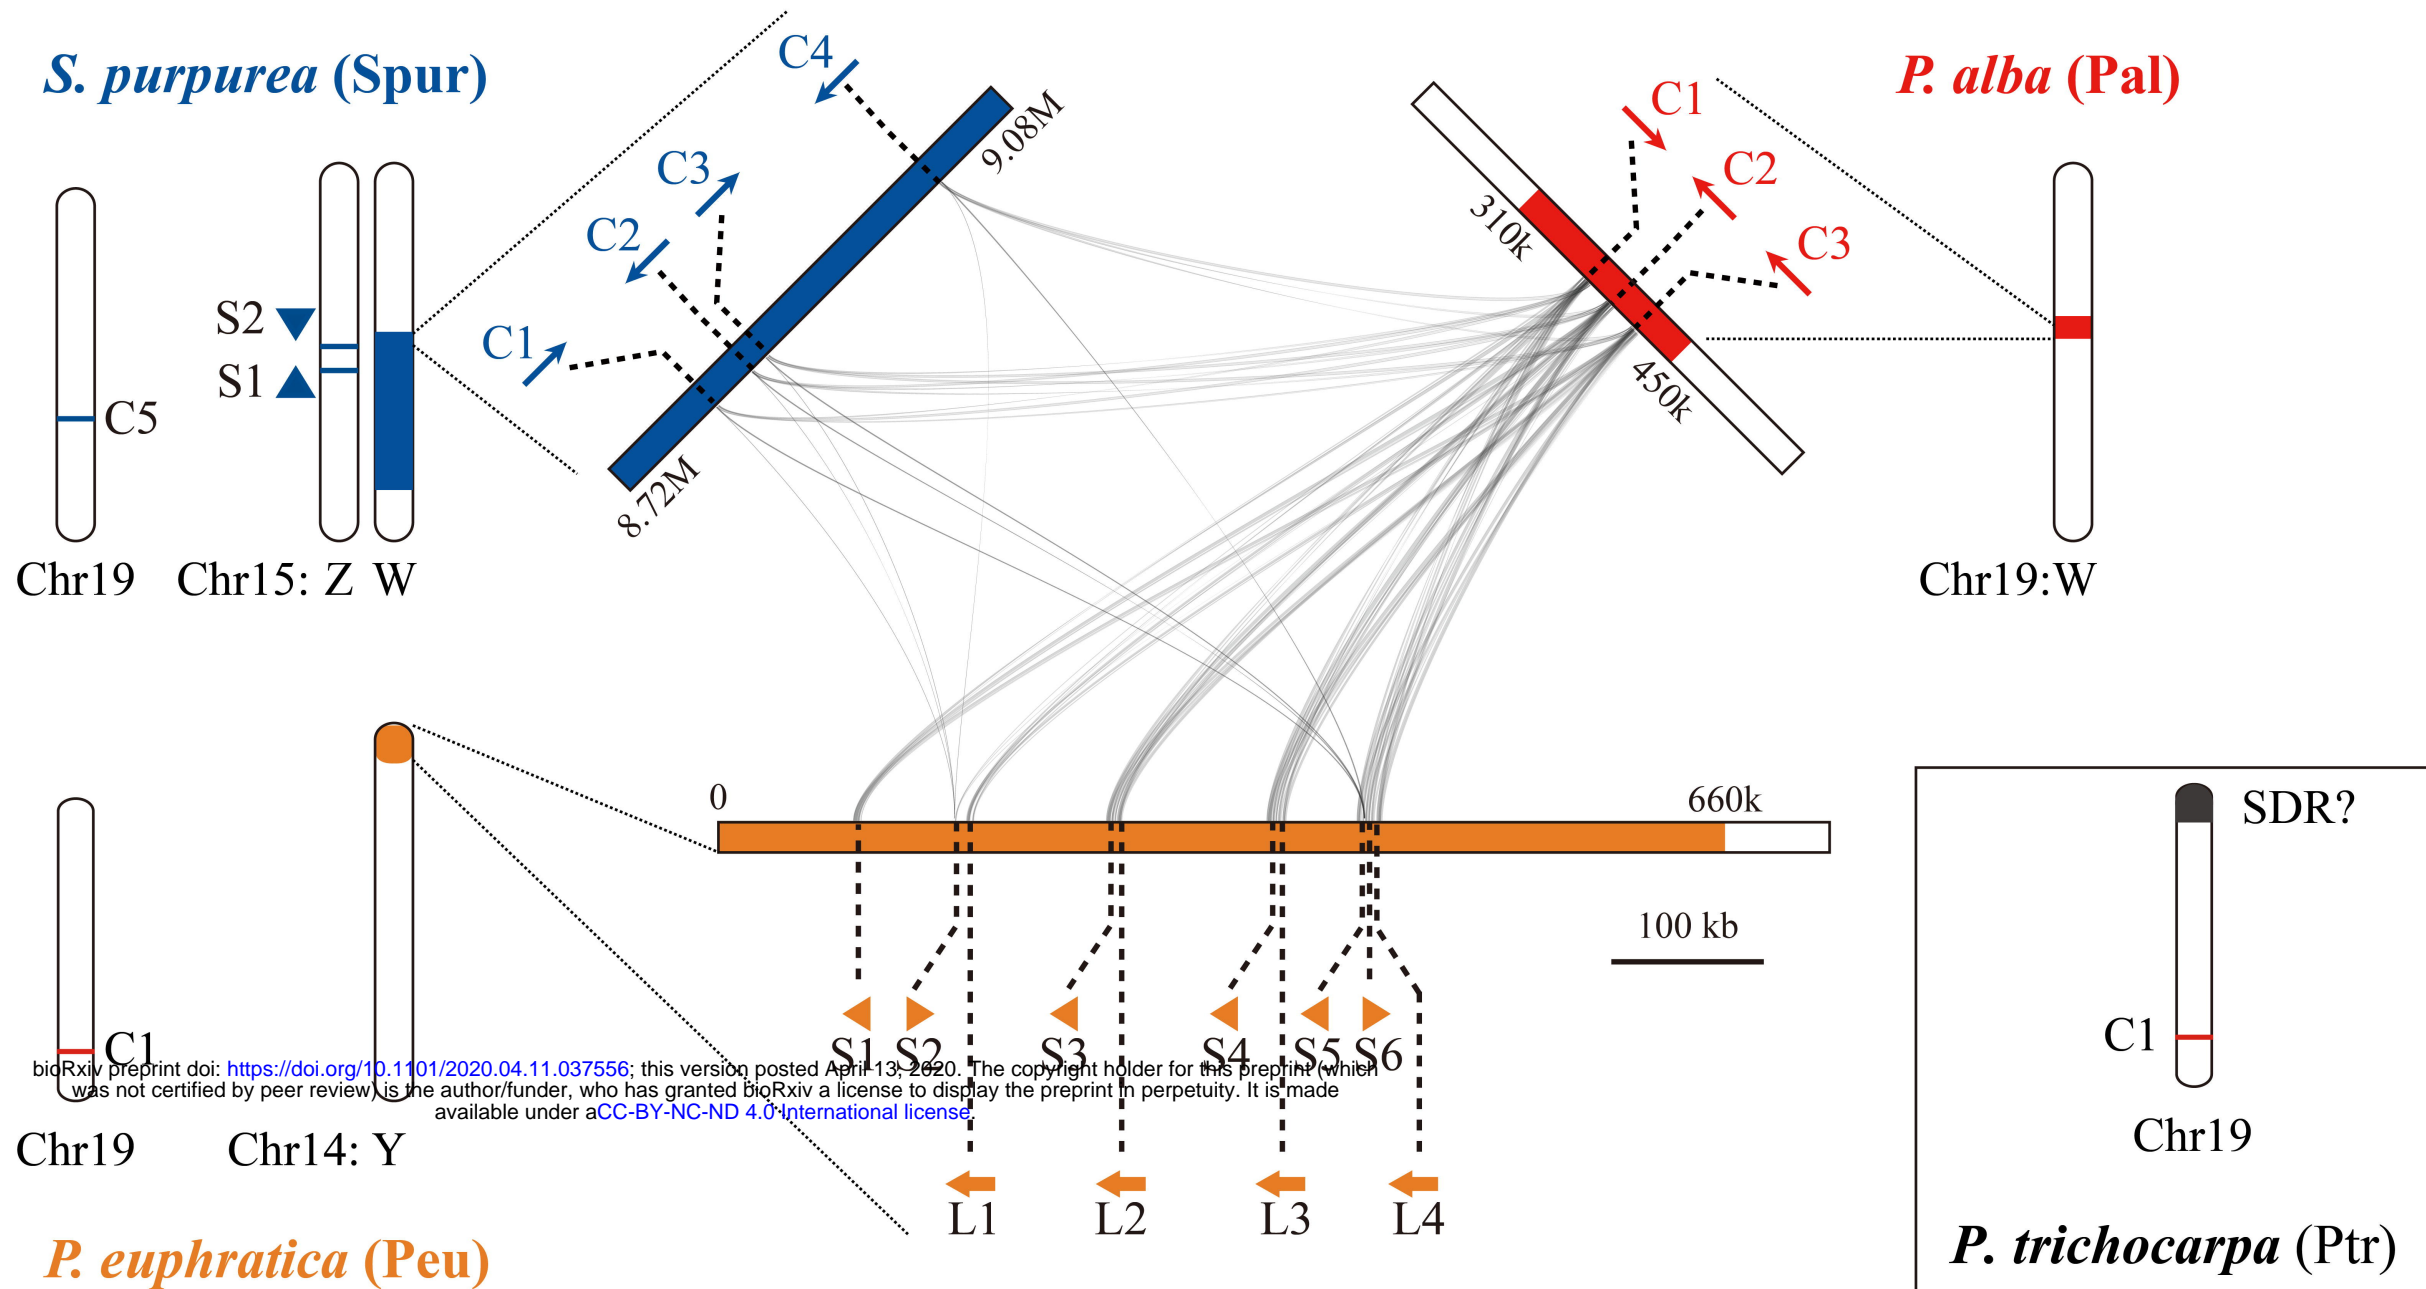 S. purpurea (Spur)
P. alba (Pal)
C4
C3
C2
C1
9.08M
8.72M
S2
S1
C5
Chr19
Chr15: Z W
C1
C2
C3
310k
450k
Chr19:W
0
660k
100 kb
S1 S2 S3 S4 S5 S6
L1 L2 L3 L4
C1
Chr19
Chr14: Y
P. euphratica (Peu)
bioRxiv preprint doi: https://doi.org/10.1101/2020.04.11.037556; this version posted April 13, 2020. The copyright holder for this preprint (which
was not certified by peer review) is the author/funder, who has granted bioRxiv a license to display the preprint in perpetuity. It is made
available under aCC-BY-NC-ND 4.0 International license.
SDR?
C1
Chr19
P. trichocarpa (Ptr)